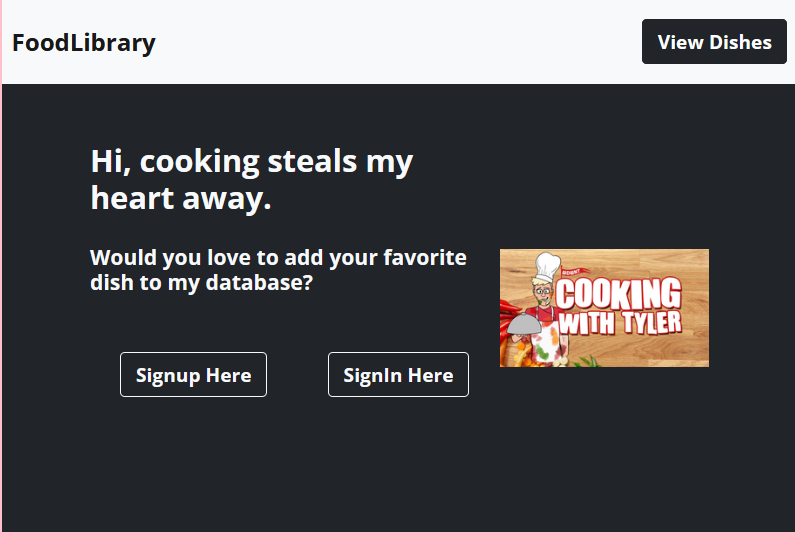 FoodLibrary
View Dishes
Hi, cooking steals my
heart away.
Would you love to add your favorite
dish to my database?
COOKING
WITH TYLER
Signup Here
SignIn Here